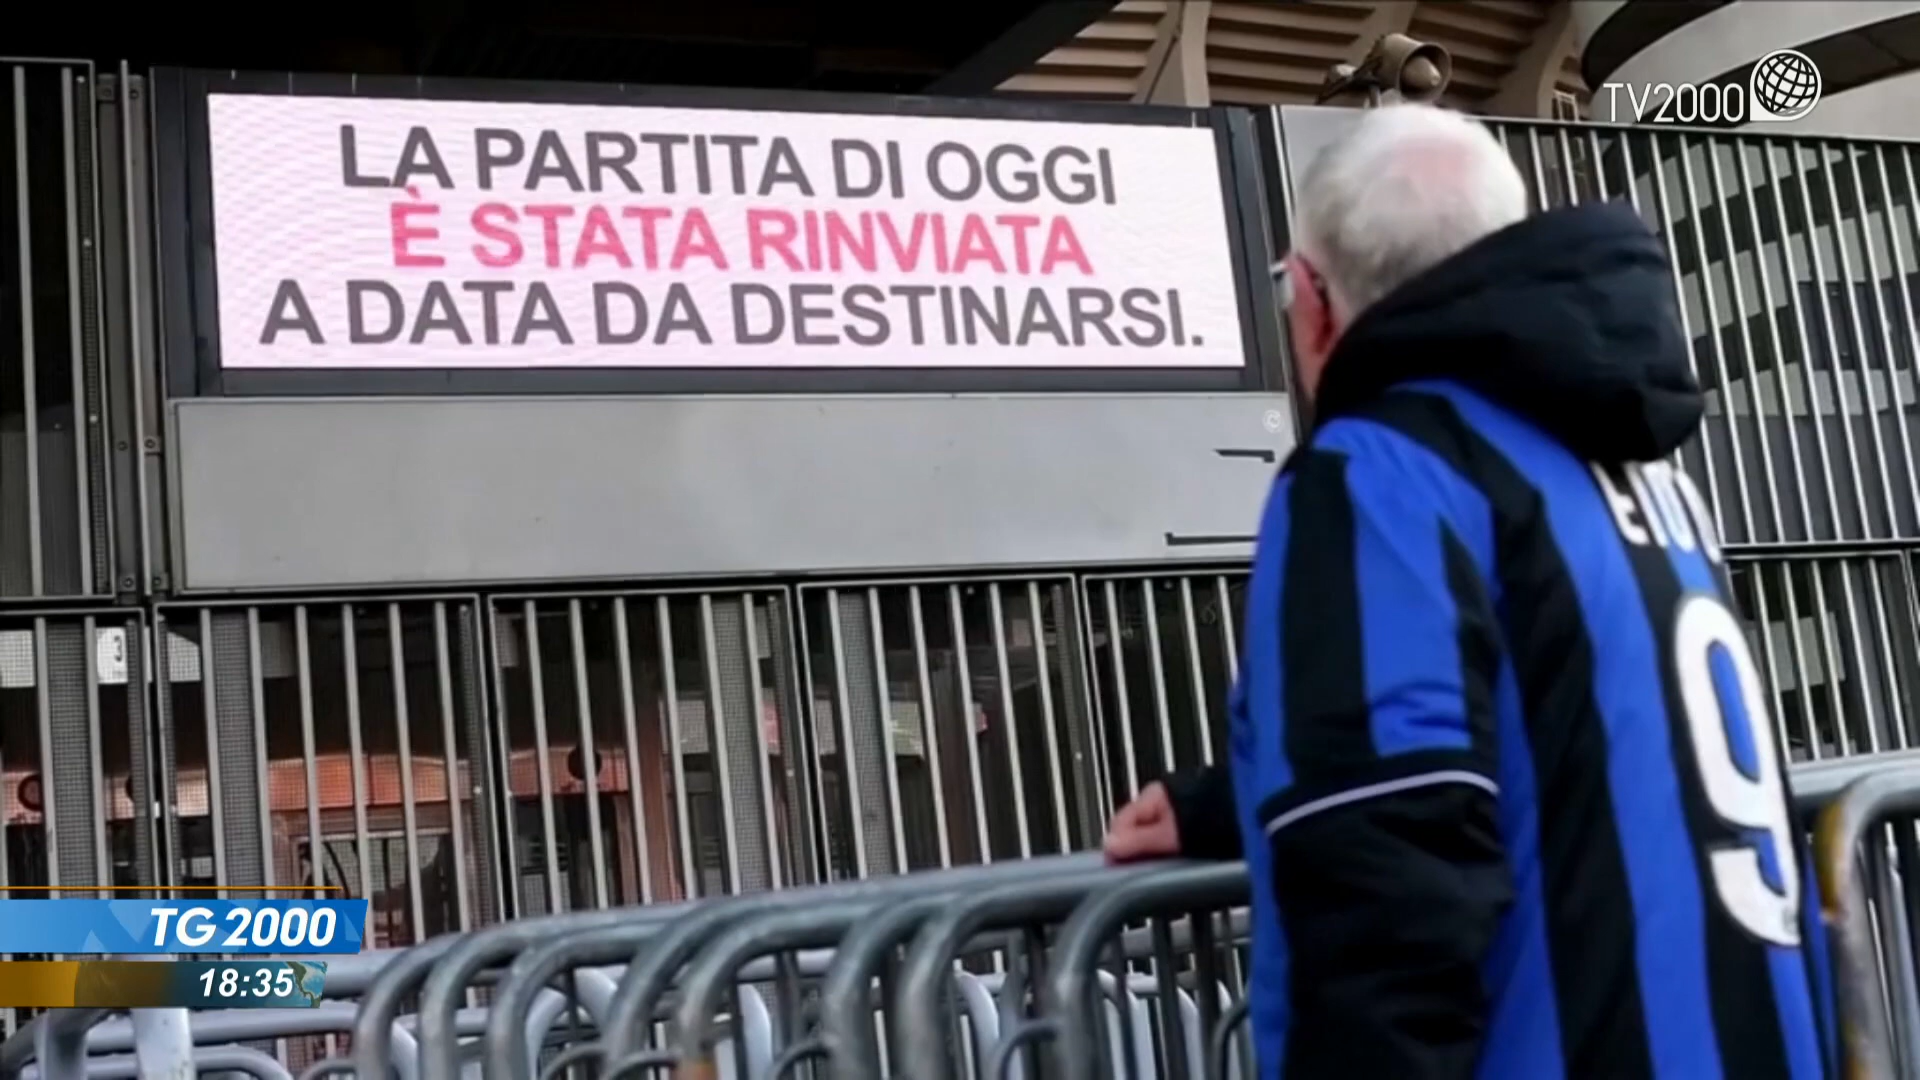 TV2000
LA PARTITA DI OGGI
È STATA RINVIATA
A DATA DA DESTINARSI.
9
TG 2000
18:35